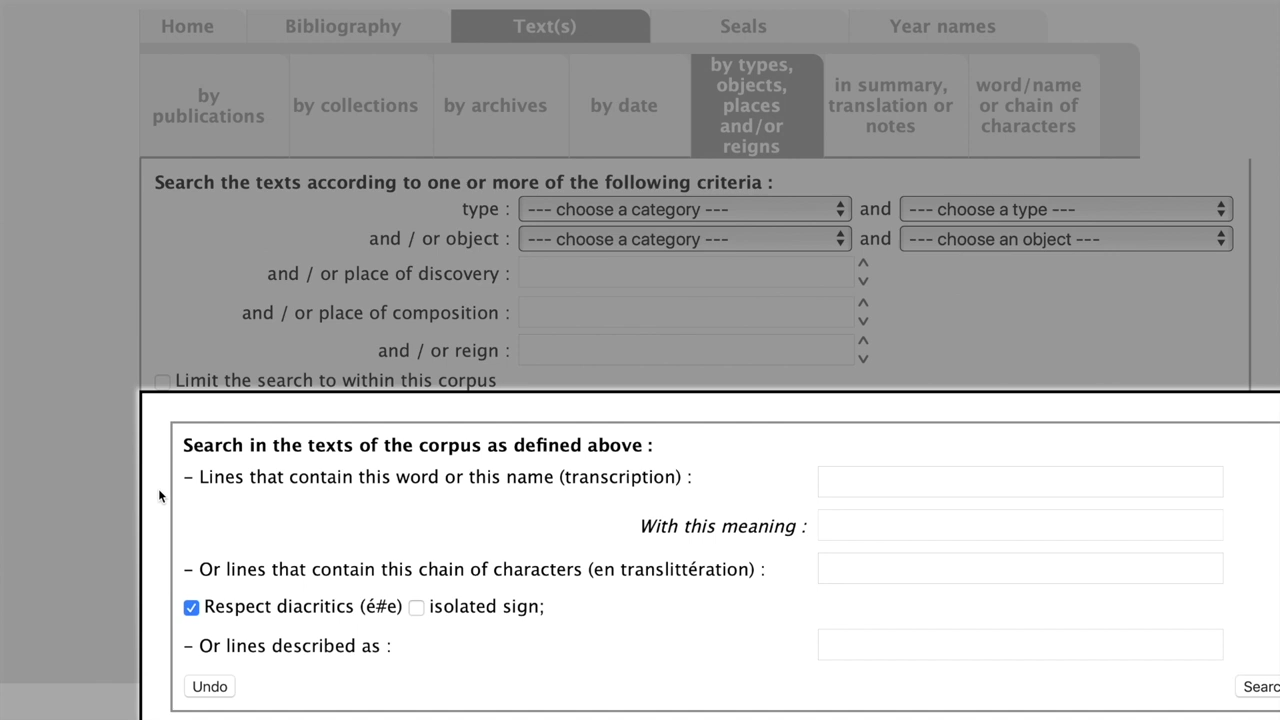 Home Bibliography Text(s) Seals Year names
by publications by collections by archives by date by types, objects, places and/or reigns in summary, translation or notes word/name or chain of characters
Search the texts according to one or more of the following criteria :
type : --- choose a category --- and --- choose a type ---
and / or object : --- choose a category --- and --- choose an object ---
and / or place of discovery :
and / or place of composition :
and / or reign :
Limit the search to within this corpus
Search in the texts of the corpus as defined above :
– Lines that contain this word or this name (transcription) :
With this meaning :
– Or lines that contain this chain of characters (en translittération) :
Respect diacritics (é#e) isolated sign;
– Or lines described as :
Undo Searc